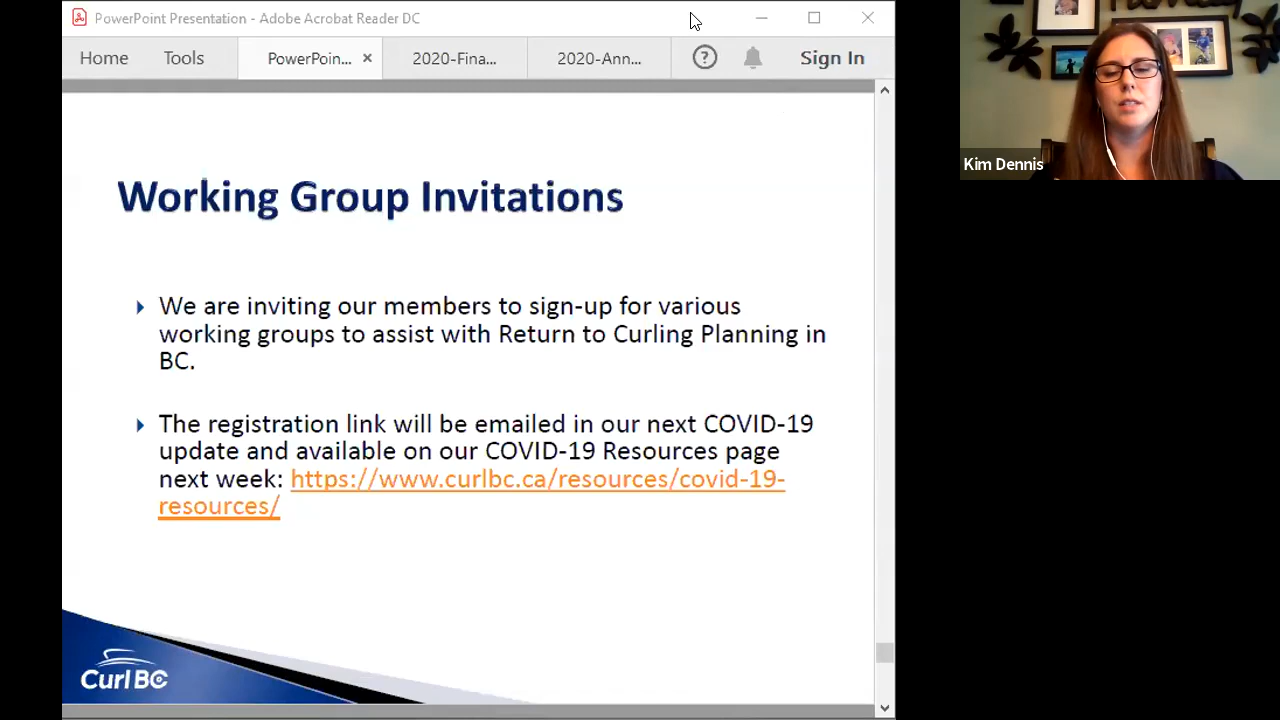 PowerPoint Presentation - Adobe Acrobat Reader DC
Home Tools PowerPoin... × 2020-Fina... 2020-Ann... ? Sign In
Kim Dennis
Working Group Invitations
We are inviting our members to sign-up for various
working groups to assist with Return to Curling Planning in
BC.
The registration link will be emailed in our next COVID-19
update and available on our COVID-19 Resources page
next week: https://www.curlbc.ca/resources/covid-19-
resources/
Curl BC